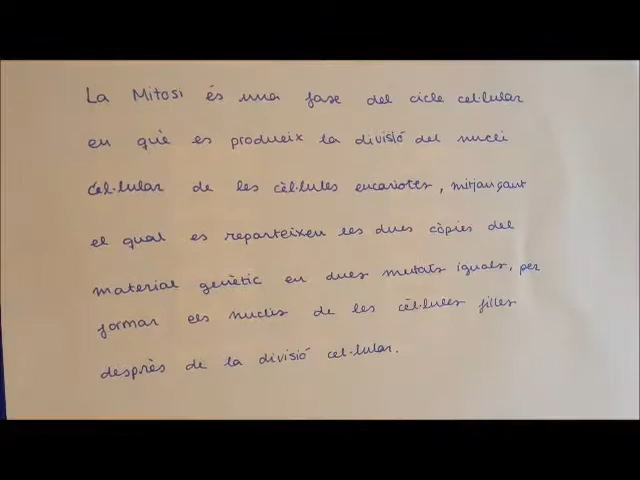 La Mitosi és una fase del cicle cel·lular
en què es produeix la divisió del nucli
cel·lular de les cèl·lules eucariotes, mitjançant
el qual es reparteixen les dues còpies del
material genètic en dues meitats iguals, per
formar els nuclis de les cèl·lules filles
desprès de la divisió cel·lular.